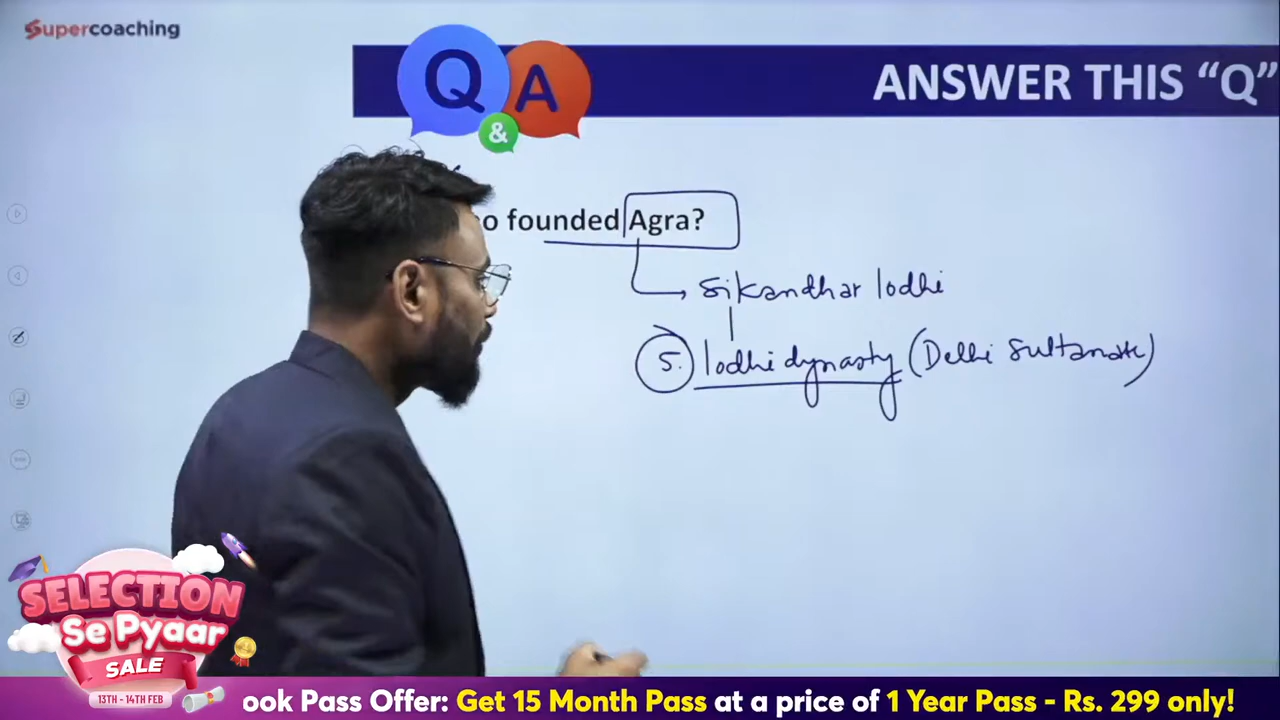 Supercoaching
Q & A
ANSWER THIS “Q”
founded Agra?
Sikandhar lodhi
5. lodhi dynasty (Delhi Sultanate)
SELECTION
Se Pyaar
SALE
13TH - 14TH FEB
ook Pass Offer: Get 15 Month Pass at a price of 1 Year Pass - Rs. 299 only!